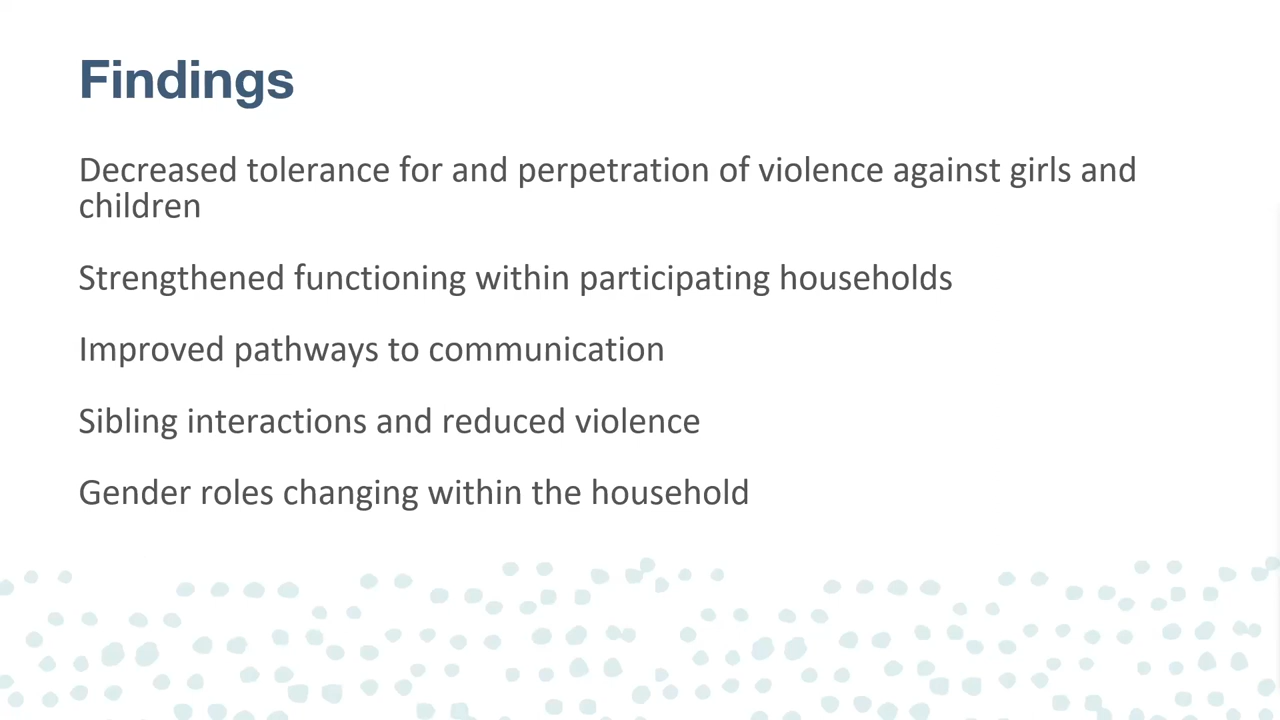 Findings
Decreased tolerance for and perpetration of violence against girls and
children
Strengthened functioning within participating households
Improved pathways to communication
Sibling interactions and reduced violence
Gender roles changing within the household